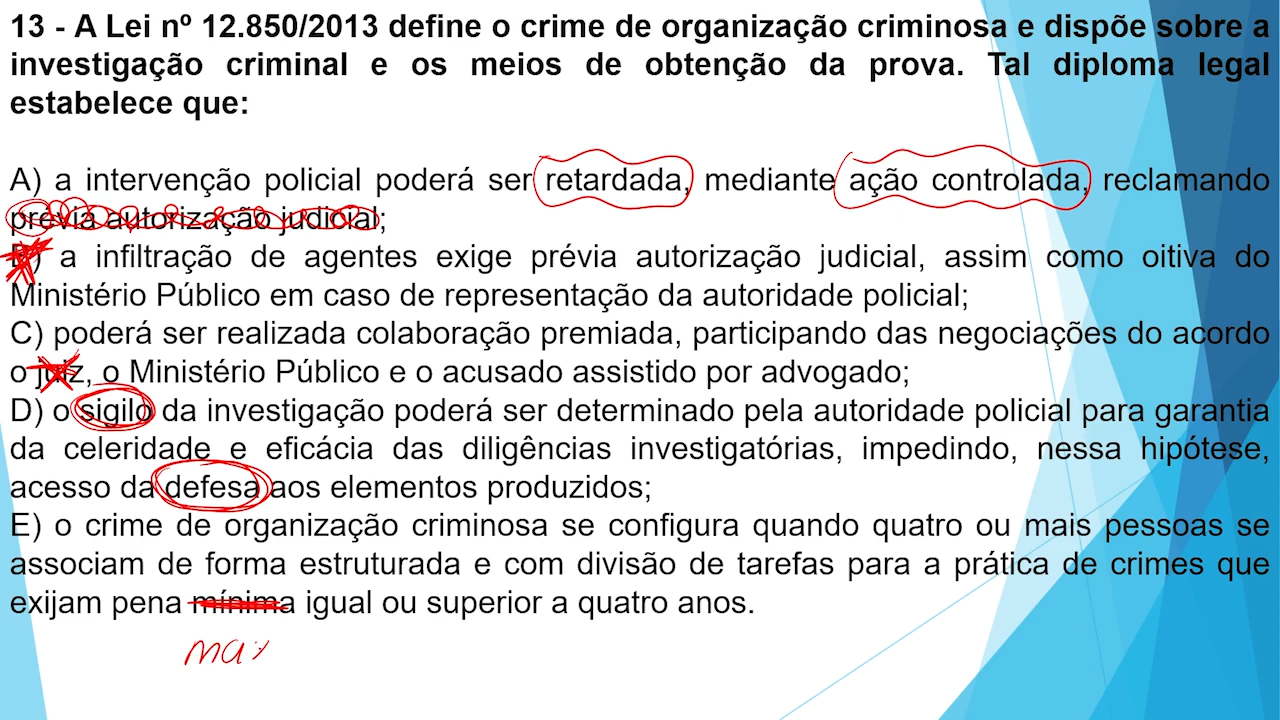 13 - A Lei nº 12.850/2013 define o crime de organização criminosa e dispõe sobre a
investigação criminal e os meios de obtenção da prova. Tal diploma legal
estabelece que:
A) a intervenção policial poderá ser retardada, mediante ação controlada, reclamando
prévia autorização judicial;
B) a infiltração de agentes exige prévia autorização judicial, assim como oitiva do
Ministério Público em caso de representação da autoridade policial;
C) poderá ser realizada colaboração premiada, participando das negociações do acordo
o juiz, o Ministério Público e o acusado assistido por advogado;
D) o sigilo da investigação poderá ser determinado pela autoridade policial para garantia
da celeridade e eficácia das diligências investigatórias, impedindo, nessa hipótese,
acesso da defesa aos elementos produzidos;
E) o crime de organização criminosa se configura quando quatro ou mais pessoas se
associam de forma estruturada e com divisão de tarefas para a prática de crimes que
exijam pena mínima igual ou superior a quatro anos.
max